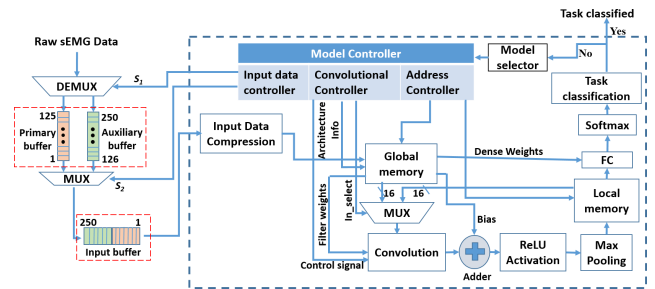 Task classified
Yes
Raw sEMG Data
No
Model selector
Model Controller
Input data controller
Convolutional Controller
Address Controller
S1
DEMUX
Task classification
125
250
Primary buffer
Auxiliary buffer
1
126
Input Data Compression
Architecture
Info
Softmax
Global memory
Dense Weights
FC
MUX
S2
16
16
Filter weights
In_select
MUX
Local memory
Bias
250
1
Input buffer
Convolution
Control signal
Adder
ReLU Activation
Max Pooling